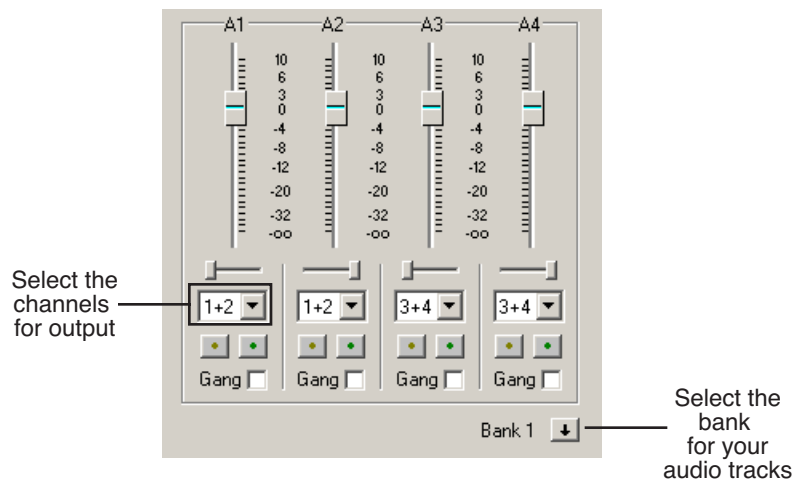 A1 A2 A3 A4
10 10 10
6 6 6
3 3 3
0 0 0
-4 -4 -4
-8 -8 -8
-12 -12 -12
-20 -20 -20
-32 -32 -32
-oo -oo -oo
Select the
channels
for output
1+2 1+2 3+4 3+4
Gang Gang Gang Gang
Bank 1
Select the
bank
for your
audio tracks